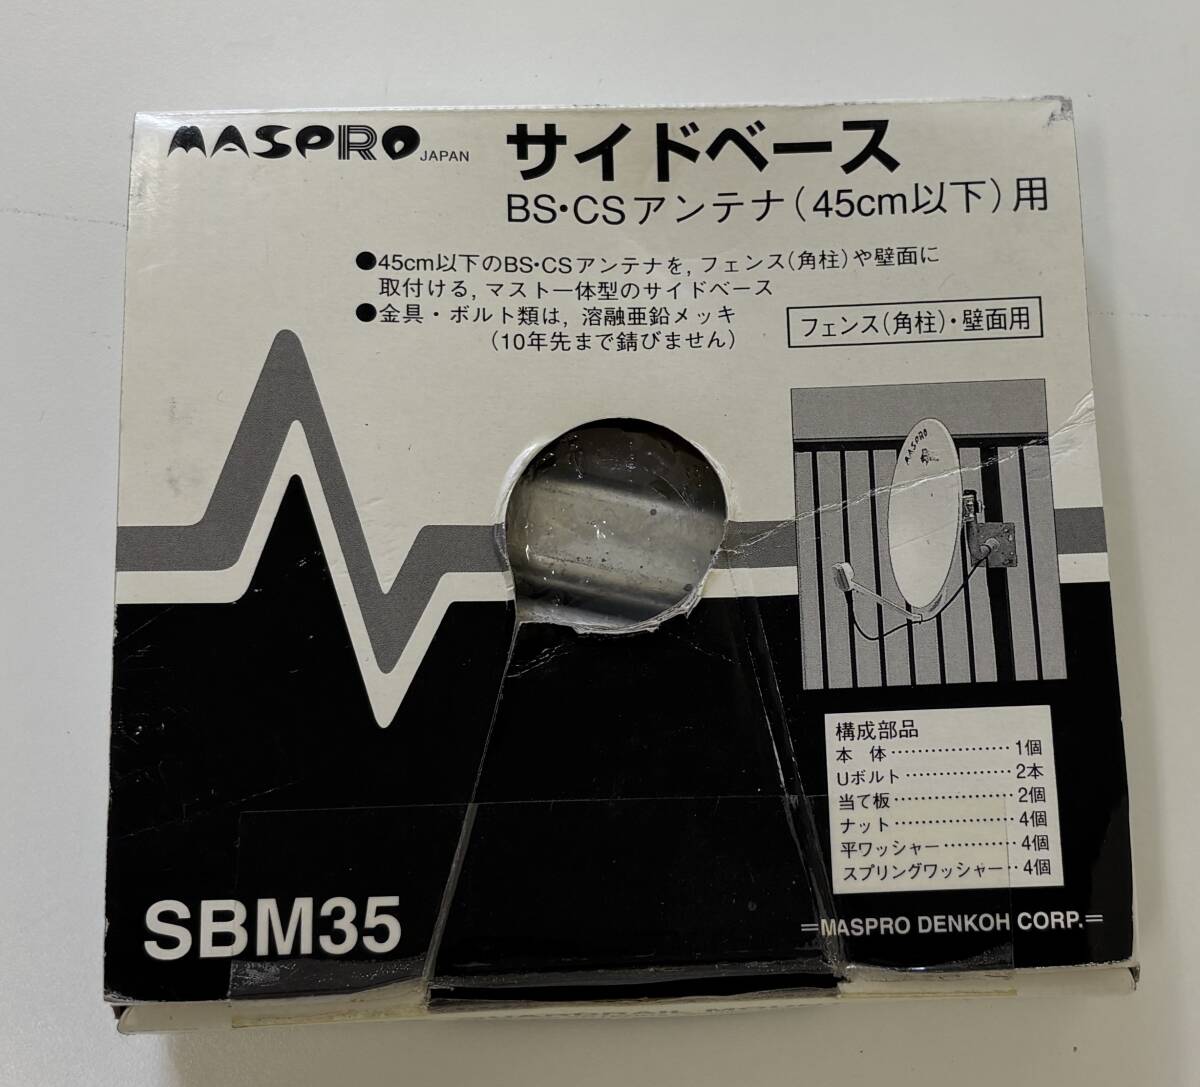 MASPRO JAPAN
サイドベース
BS・CSアンテナ(45cm以下)用
●45cm以下のBS・CSアンテナを, フェンス(角柱)や壁面に
取付ける, マスト一体型のサイドベース
●金具・ボルト類は, 溶融亜鉛メッキ
(10年先まで錆びません)
フェンス(角柱)・壁面用
MASPRO
構成部品
本 体………………1個
Uボルト……………2本
当て板………………2個
ナット………………4個
平ワッシャー………4個
スプリングワッシャー‥4個
SBM35
=MASPRO DENKOH CORP.=